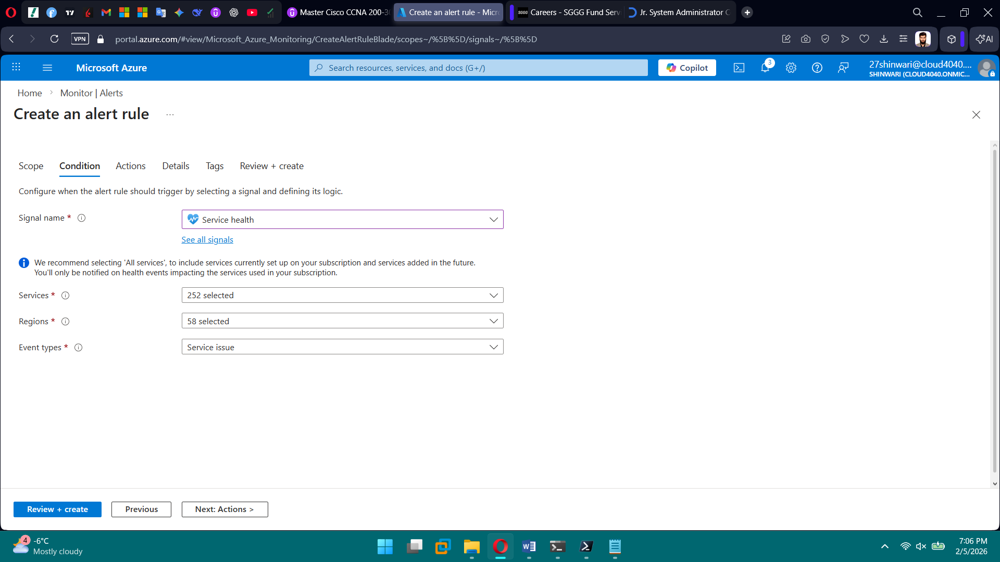 Master Cisco CCNA 200-30
Create an alert rule - Micro
SGGG
Careers - SGGG Fund Servi
Jr. System Administrator C
VPN
portal.azure.com/#view/Microsoft_Azure_Monitoring/CreateAlertRuleBlade/scopes~/%5B%5D/signals~/%5B%5D
AI
Microsoft Azure
Search resources, services, and docs (G+/)
Copilot
3
27shinwari@cloud4040....
SHINWARI (CLOUD4040.ONMIC...
Home > Monitor | Alerts
Create an alert rule ...
Scope
Condition
Actions
Details
Tags
Review + create
Configure when the alert rule should trigger by selecting a signal and defining its logic.
Signal name *
Service health
See all signals
We recommend selecting 'All services', to include services currently set up on your subscription and services added in the future.
You'll only be notified on health events impacting the services used in your subscription.
Services *
252 selected
Regions *
58 selected
Event types *
Service issue
Review + create
Previous
Next: Actions >
4
-6°C
Mostly cloudy
7:06 PM
2/5/2026